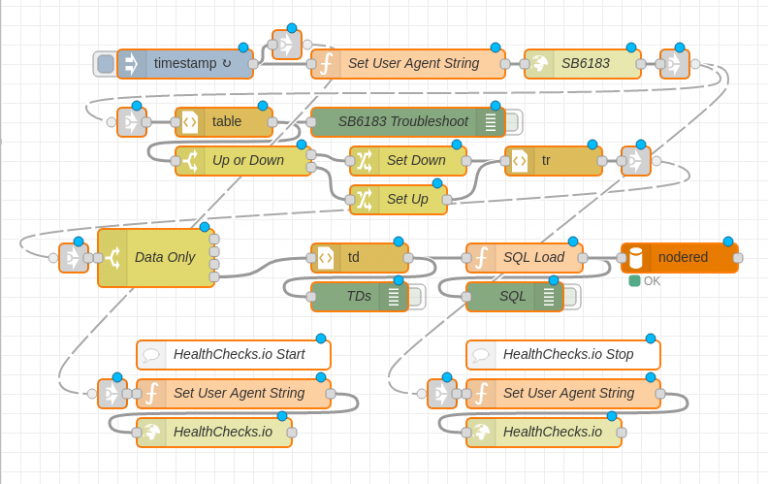 timestamp ↻
Set User Agent String
SB6183
table
SB6183 Troubleshoot
Up or Down
Set Down
tr
Set Up
Data Only
td
SQL Load
nodered
TDs
SQL
OK
HealthChecks.io Start
HealthChecks.io Stop
Set User Agent String
Set User Agent String
HealthChecks.io
HealthChecks.io